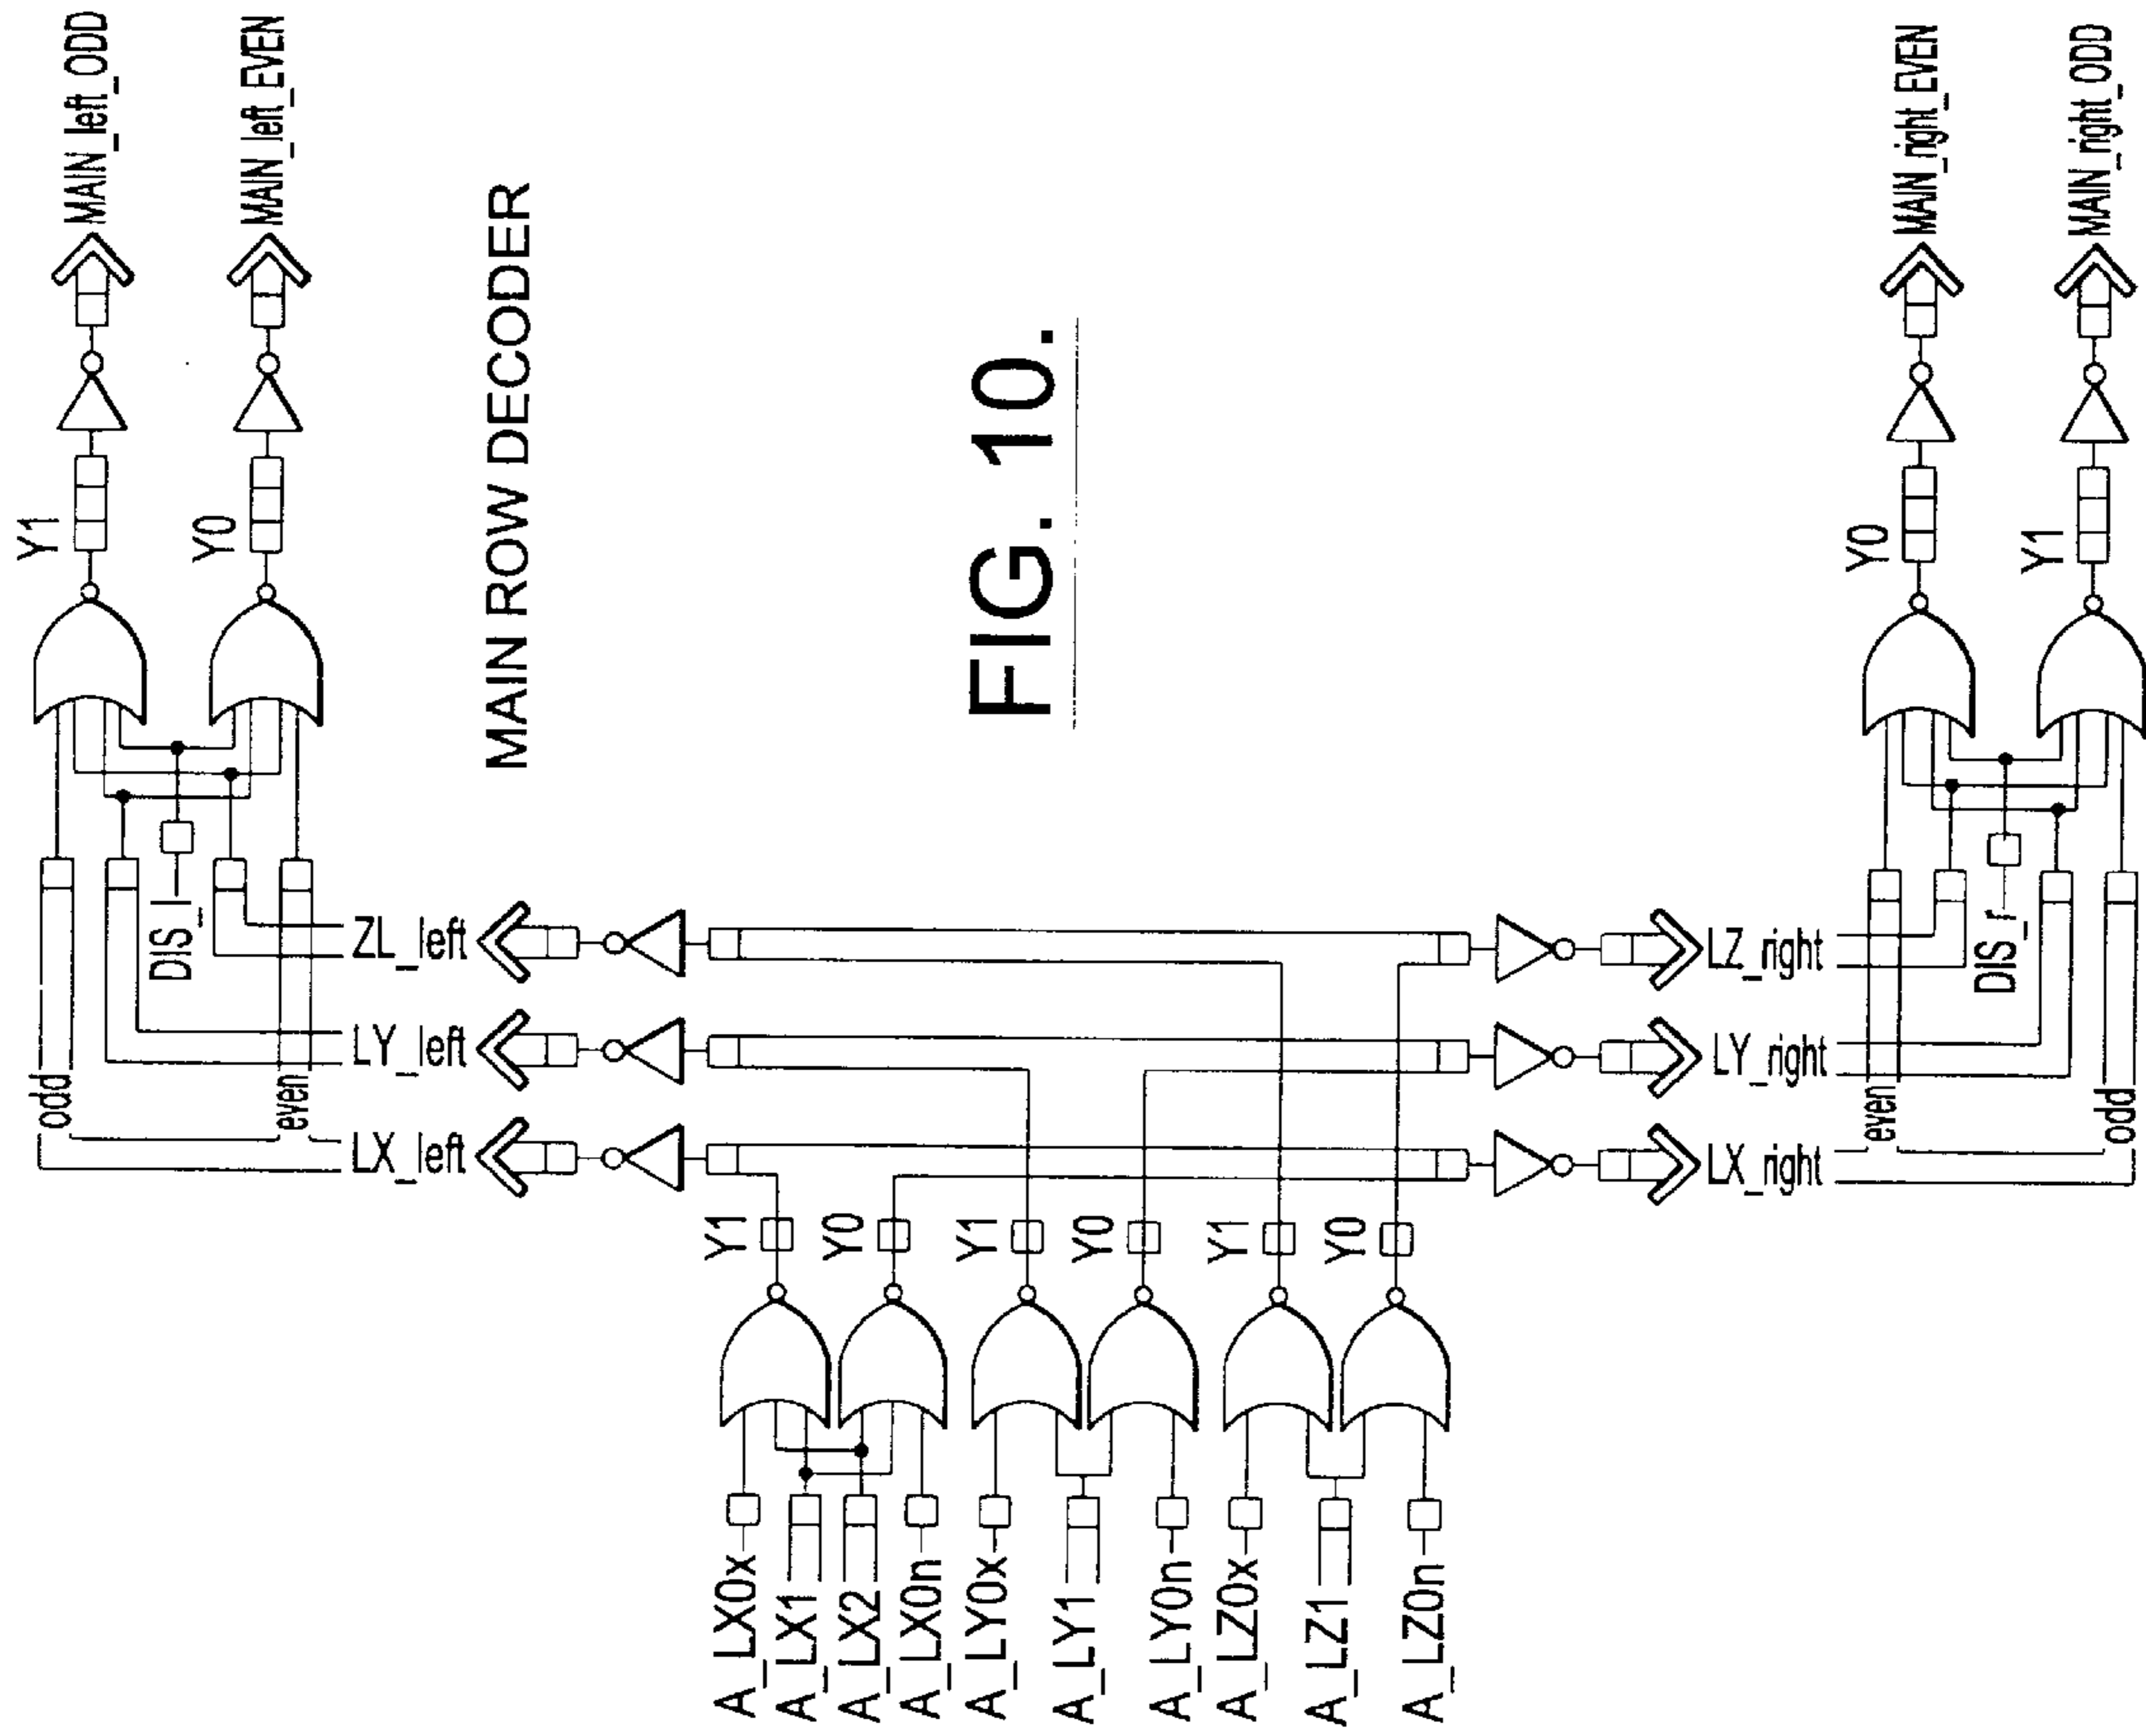 MAIN_left_ODD
MAIN_left_EVEN
Y1
Y0
odd
DIS_l
even
ZL_left
LY_left
LX_left
MAIN ROW DECODER
A_LX0x
A_LX1
A_LX2
A_LX0n
A_LY0x
A_LY1
A_LY0n
A_LZ0x
A_LZ1
A_LZ0n
Y1
Y0
Y1
Y0
Y1
Y0
FIG. 10.
LZ_right
LY_right
LX_right
even
DIS_r
odd
Y0
Y1
MAIN_right_EVEN
MAIN_right_ODD